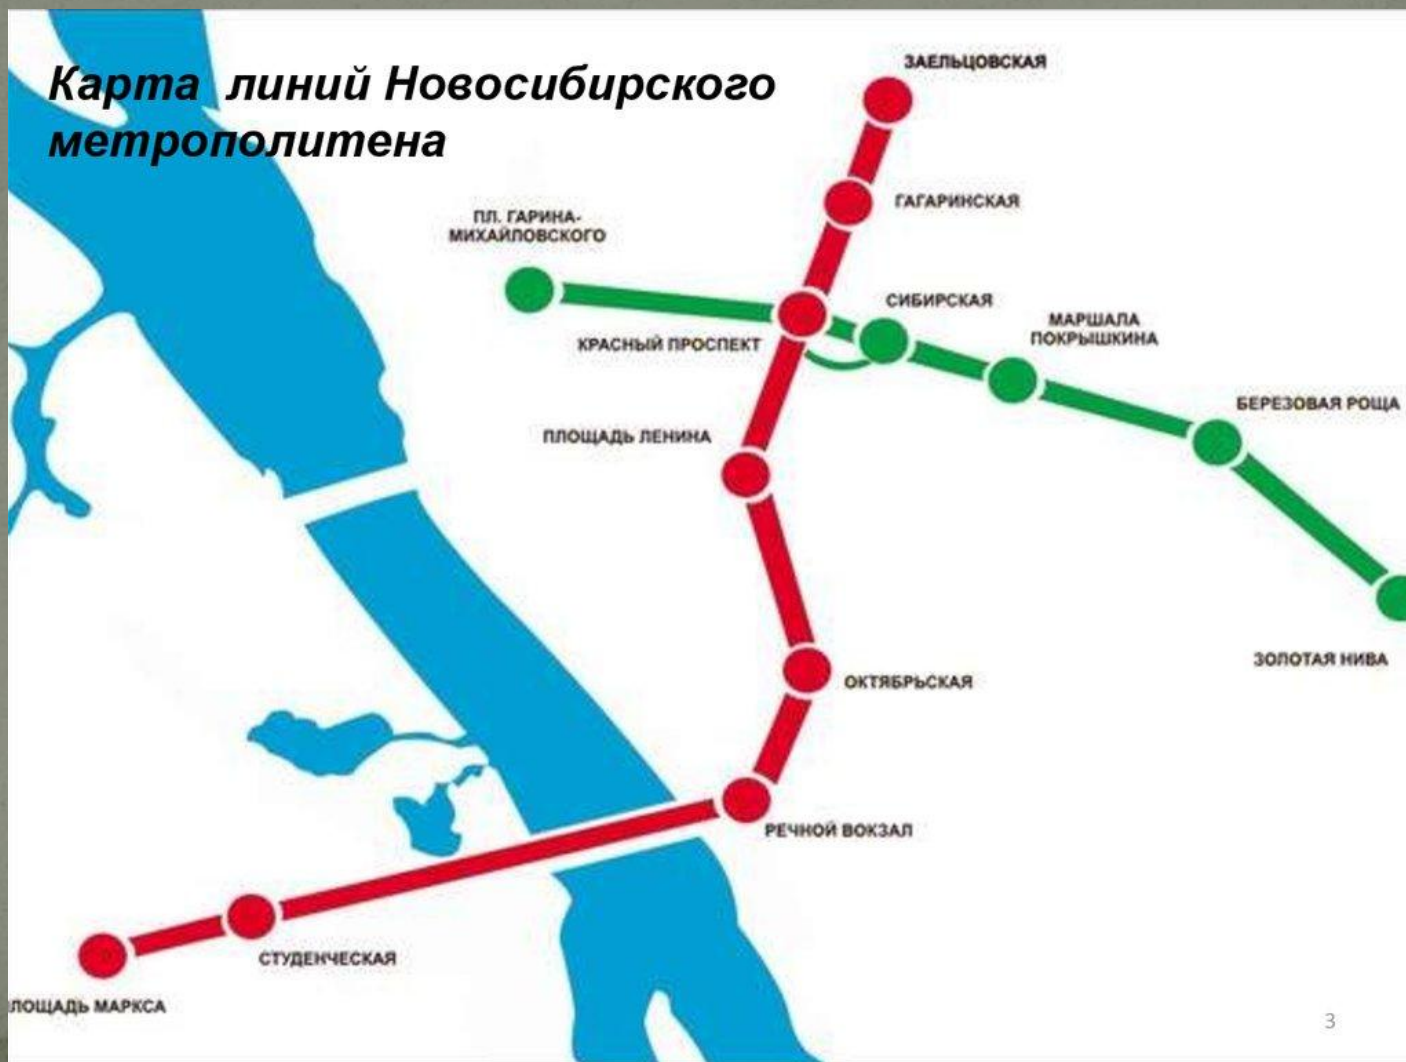 Карта линий Новосибирского
метрополитена
ЗАЕЛЬЦОВСКАЯ
ГАГАРИНСКАЯ
ПЛ. ГАРИНА-
МИХАЙЛОВСКОГО
СИБИРСКАЯ
МАРШАЛА
ПОКРЫШКИНА
КРАСНЫЙ ПРОСПЕКТ
БЕРЕЗОВАЯ РОЩА
ПЛОЩАДЬ ЛЕНИНА
ЗОЛОТАЯ НИВА
ОКТЯБРЬСКАЯ
РЕЧНОЙ ВОКЗАЛ
СТУДЕНЧЕСКАЯ
ЛОЩАДЬ МАРКСА
3